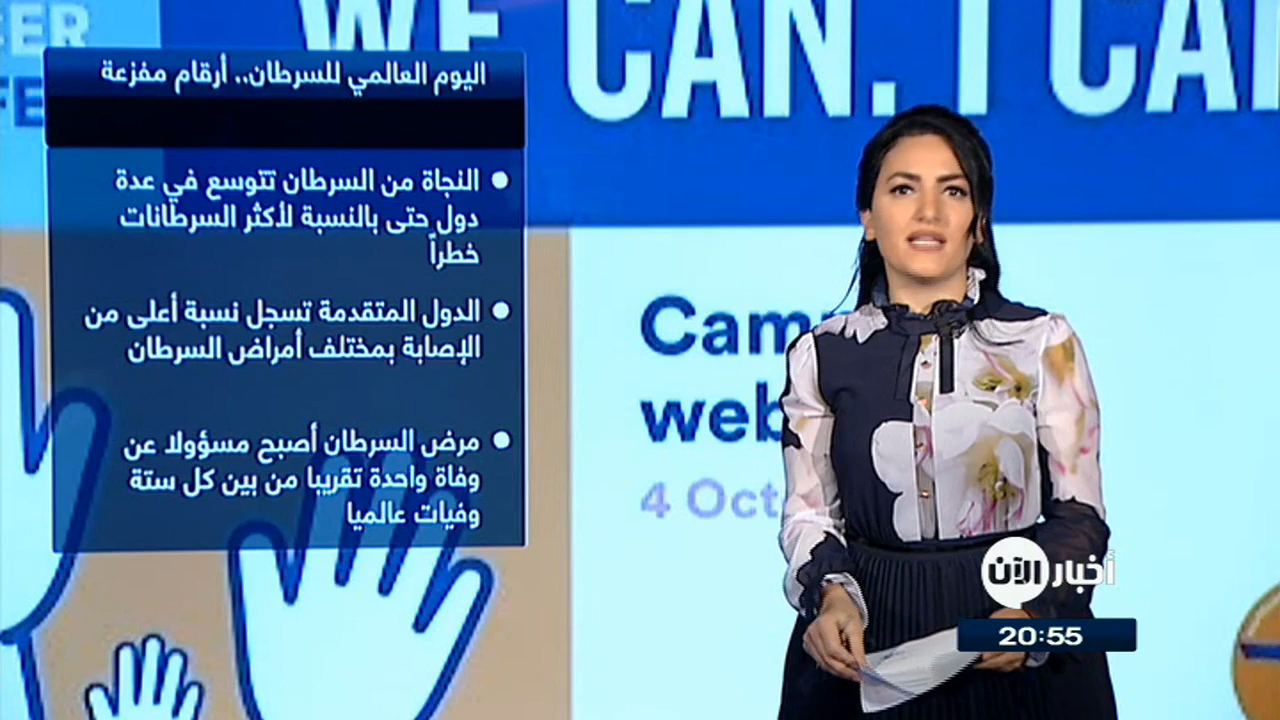 WE CAN. I CA
اليوم العالمي للسرطان.. أرقام مفزعة
النجاة من السرطان تتوسع في عدة
دول حتى بالنسبة لأكثر السرطانات
خطراً
الدول المتقدمة تسجل نسبة أعلى من
الإصابة بمختلف أمراض السرطان
مرض السرطان أصبح مسؤولا عن
وفاة واحدة تقريبا من بين كل ستة
وفيات عالميا
Cam
web
4 Oct
أخبار الآن
20:55